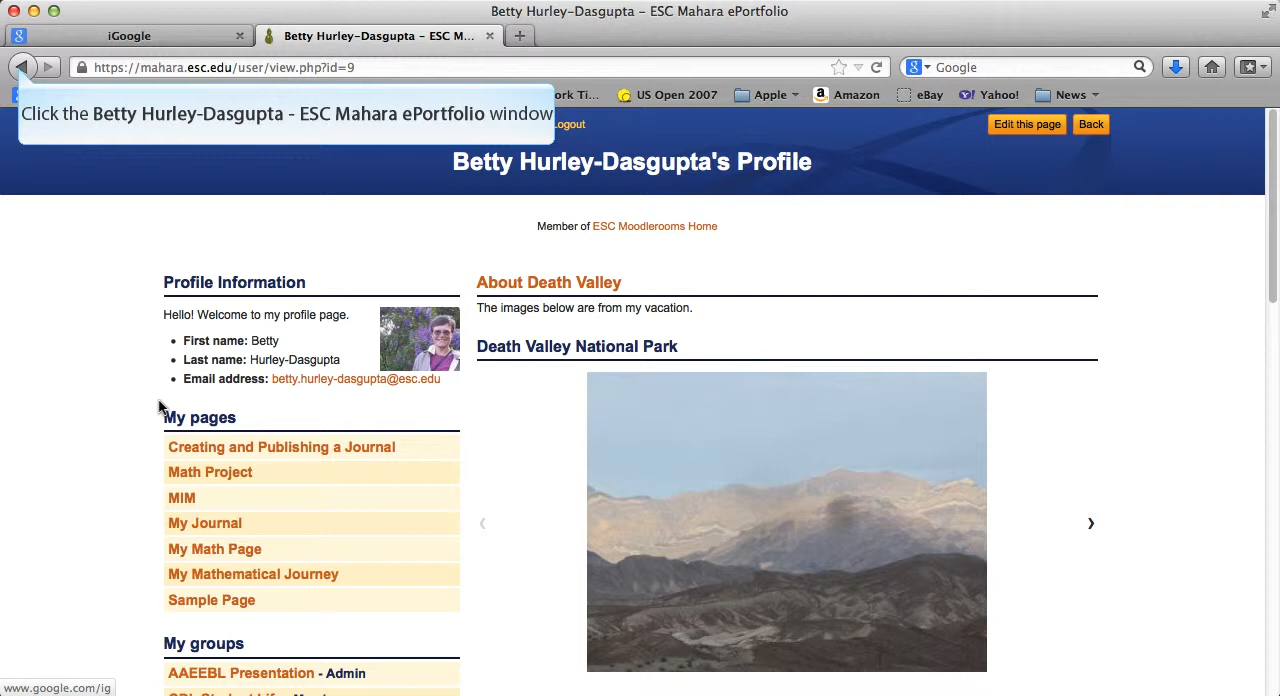 Betty Hurley-Dasgupta - ESC Mahara ePortfolio
iGoogle
Betty Hurley-Dasgupta - ESC M...
https://mahara.esc.edu/user/view.php?id=9
Google
Click the Betty Hurley-Dasgupta - ESC Mahara ePortfolio window
Ti...
US Open 2007
Apple
Amazon
eBay
Yahoo!
News
Edit this page
Back
Betty Hurley-Dasgupta's Profile
Member of ESC Moodlerooms Home
Profile Information
Hello! Welcome to my profile page.
First name: Betty
Last name: Hurley-Dasgupta
Email address: betty.hurley-dasgupta@esc.edu
My pages
Creating and Publishing a Journal
Math Project
MIM
My Journal
My Math Page
My Mathematical Journey
Sample Page
My groups
AAEEBL Presentation - Admin
About Death Valley
The images below are from my vacation.
Death Valley National Park
www.google.com/ig